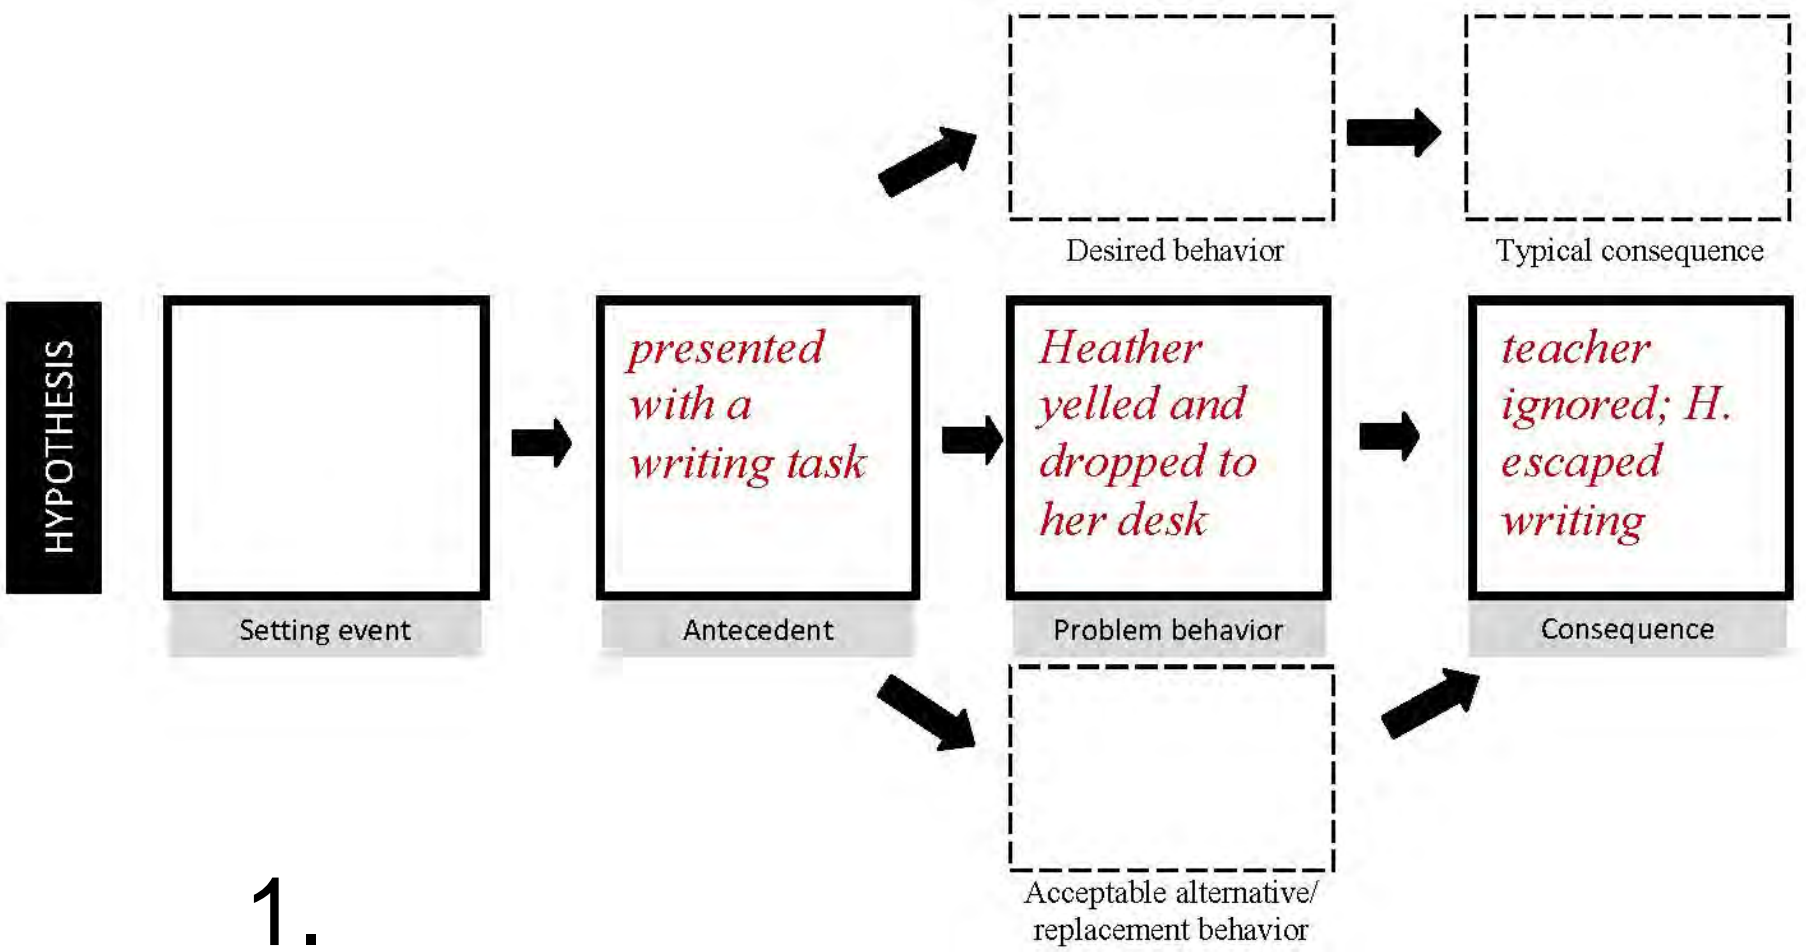 Desired behavior
Typical consequence
HYPOTHESIS
presented
with a
writing task
Heather
yelled and
dropped to
her desk
teacher
ignored; H.
escaped
writing
Setting event
Antecedent
Problem behavior
Consequence
Acceptable alternative/
replacement behavior
1.